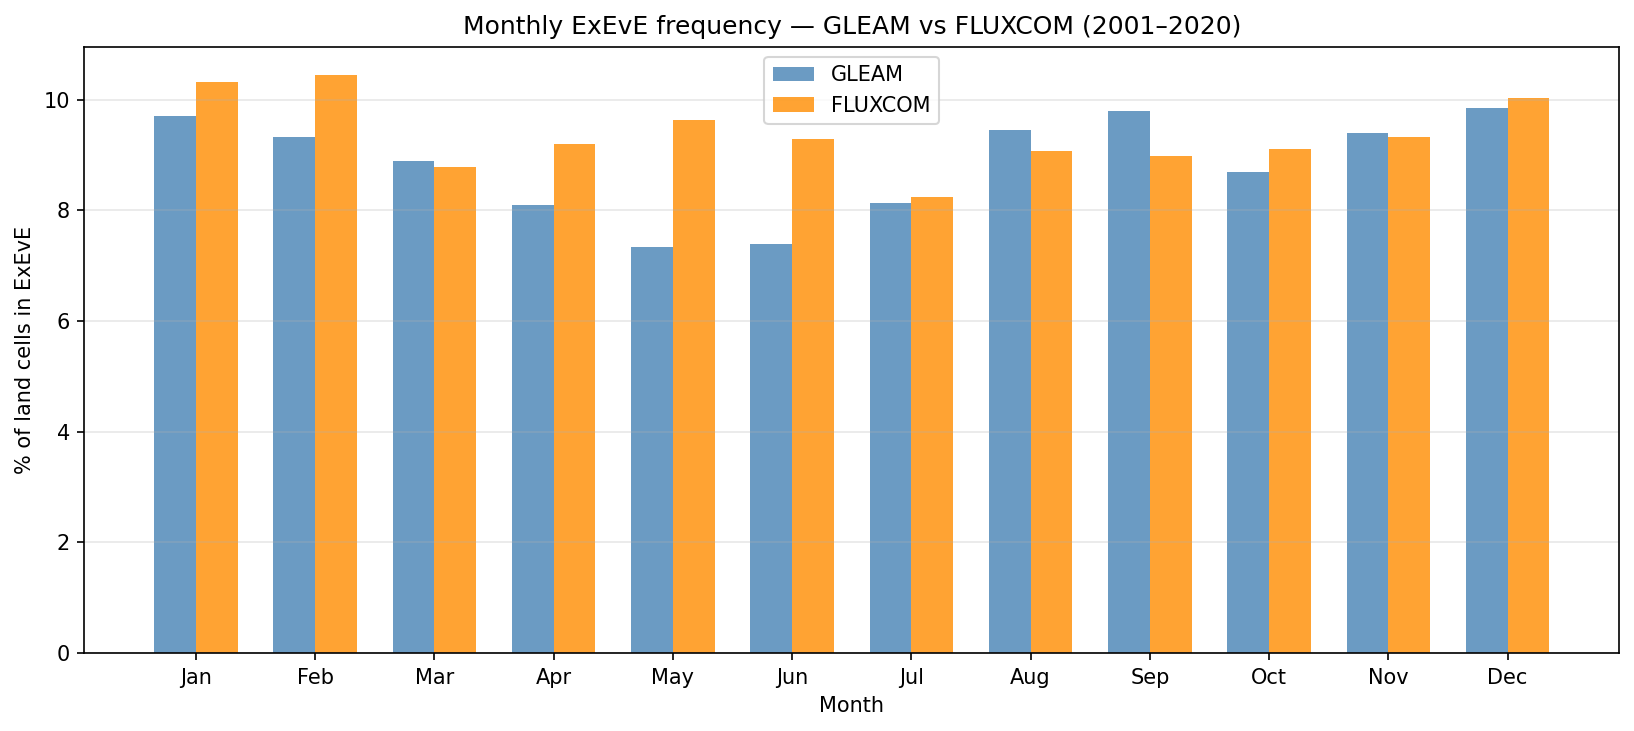 Monthly ExEvE frequency — GLEAM vs FLUXCOM (2001–2020)
GLEAM
FLUXCOM
% of land cells in ExEvE
10
8
6
4
2
0
Jan Feb Mar Apr May Jun Jul Aug Sep Oct Nov Dec
Month